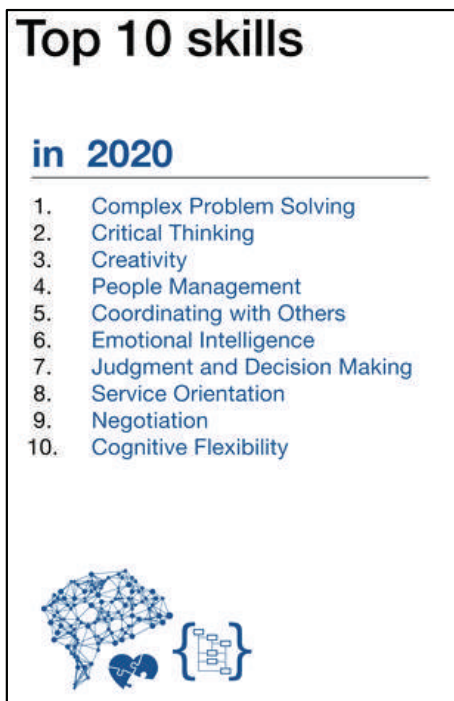 Top 10 skills
in 2020
1. Complex Problem Solving
2. Critical Thinking
3. Creativity
4. People Management
5. Coordinating with Others
6. Emotional Intelligence
7. Judgment and Decision Making
8. Service Orientation
9. Negotiation
10. Cognitive Flexibility